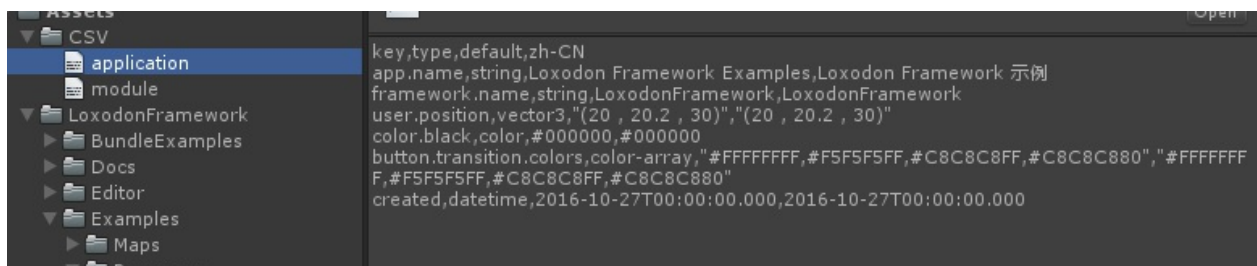 Assets
CSV
application
module
LoxodonFramework
BundleExamples
Docs
Editor
Examples
Maps
Open
key,type,default,zh-CN
app.name,string,Loxodon Framework Examples,Loxodon Framework 示例
framework.name,string,LoxodonFramework,LoxodonFramework
user.position,vector3,"(20 , 20.2 , 30)","(20 , 20.2 , 30)"
color.black,color,#000000,#000000
button.transition.colors,color-array,"#FFFFFFFF,#F5F5F5FF,#C8C8C8FF,#C8C8C880","#FFFFFFF
F,#F5F5F5FF,#C8C8C8FF,#C8C8C880"
created,datetime,2016-10-27T00:00:00.000,2016-10-27T00:00:00.000